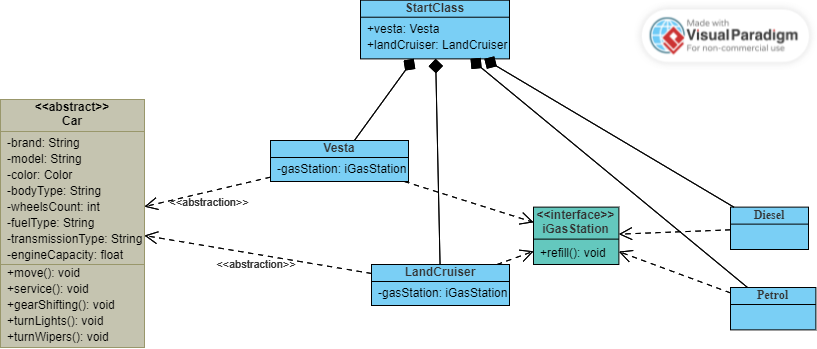 StartClass
+vesta: Vesta
+landCruiser: LandCruiser
Made with
VisualParadigm
For non-commercial use
<<abstract>>
Car
-brand: String
-model: String
-color: Color
-bodyType: String
-wheelsCount: int
-fuelType: String
-transmissionType: String
-engineCapacity: float
+move(): void
+service(): void
+gearShifting(): void
+turnLights(): void
+turnWipers(): void
Vesta
-gasStation: iGasStation
<<abstraction>>
<<abstraction>>
LandCruiser
-gasStation: iGasStation
<<interface>>
iGasStation
+refill(): void
Diesel
Petrol